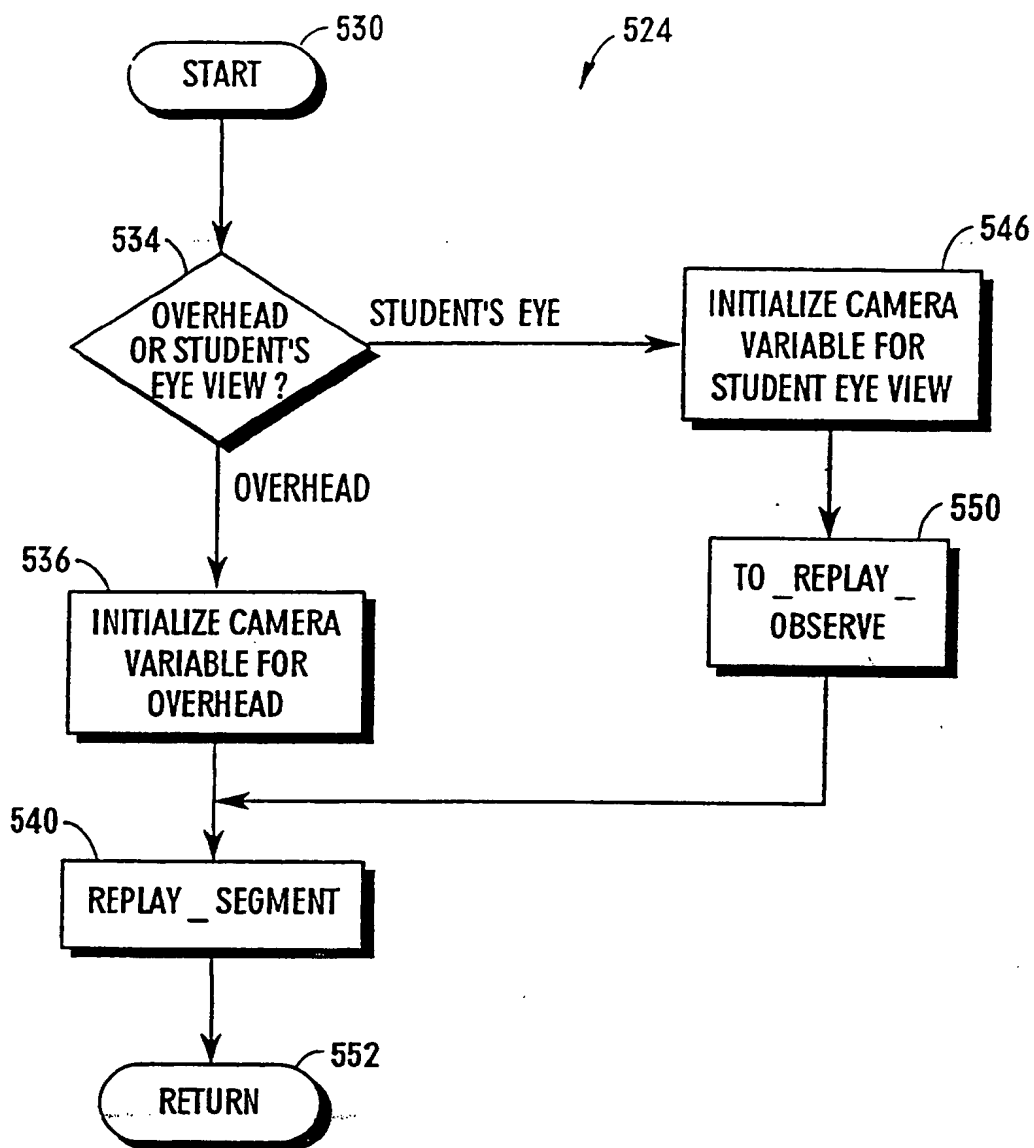 530
524
START
534
OVERHEAD
OR STUDENT'S
EYE VIEW ?
STUDENT'S EYE
546
INITIALIZE CAMERA
VARIABLE FOR
STUDENT EYE VIEW
OVERHEAD
550
TO _REPLAY _
OBSERVE
536
INITIALIZE CAMERA
VARIABLE FOR
OVERHEAD
540
REPLAY _ SEGMENT
552
RETURN